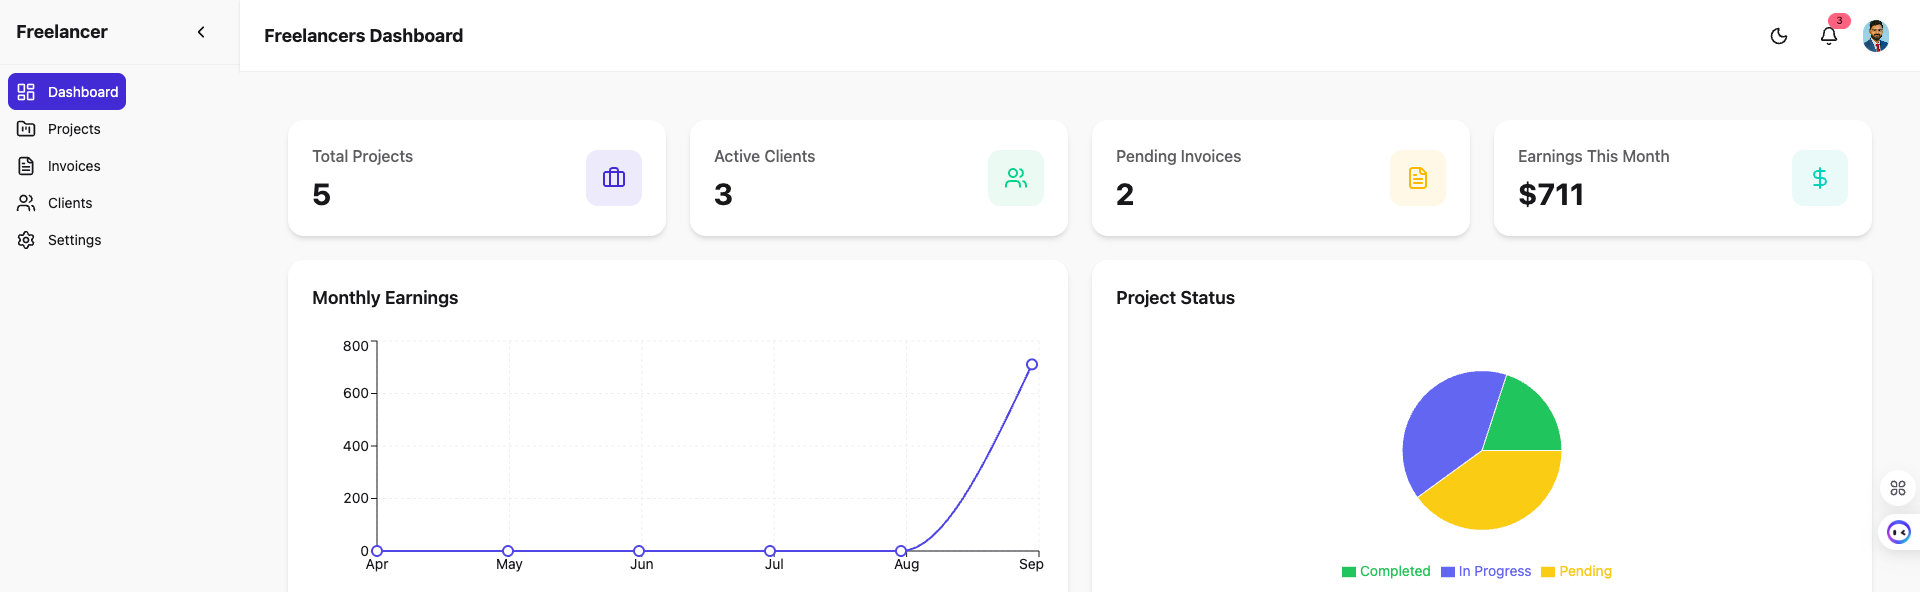 Freelancer
Freelancers Dashboard
3
Dashboard
Projects
Invoices
Clients
Settings
Total Projects
5
Active Clients
3
Pending Invoices
2
Earnings This Month
$711
Monthly Earnings
800
600
400
200
0
Apr May Jun Jul Aug Sep
Project Status
Completed In Progress Pending